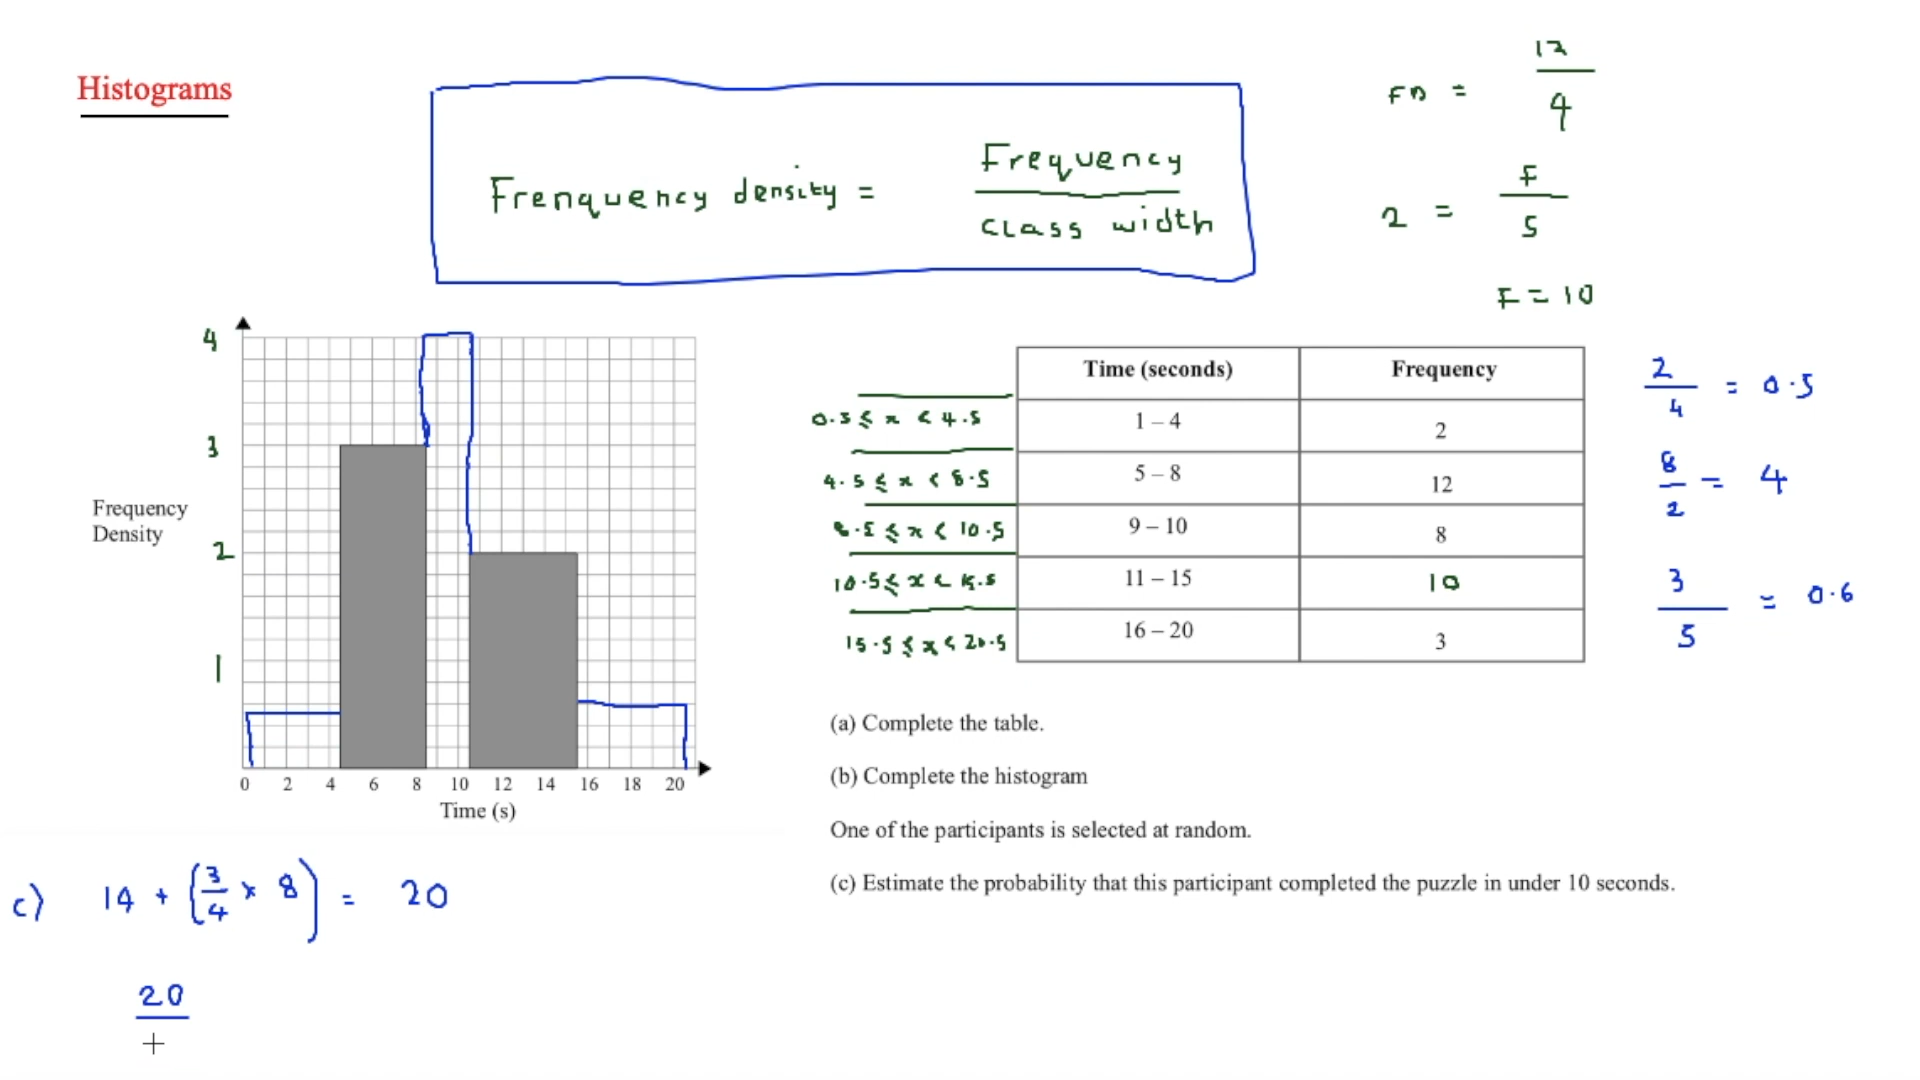 Histograms
Frenquency density = Frequency
class width
FD = 12
4
2 = F
5
F = 10
4
3
2
1
Frequency
Density
0 2 4 6 8 10 12 14 16 18 20
Time (s)
Time (seconds) Frequency
0.5 ≤ x < 4.5 1 – 4 2
4.5 ≤ x < 8.5 5 – 8 12
8.5 ≤ x < 10.5 9 – 10 8
10.5 ≤ x < 15.5 11 – 15 10
15.5 ≤ x < 20.5 16 – 20 3
2
4 = 0.5
8
2 = 4
3
5 = 0.6
(a) Complete the table.
(b) Complete the histogram
One of the participants is selected at random.
(c) Estimate the probability that this participant completed the puzzle in under 10 seconds.
c) 14 + (3/4 × 8) = 20
20